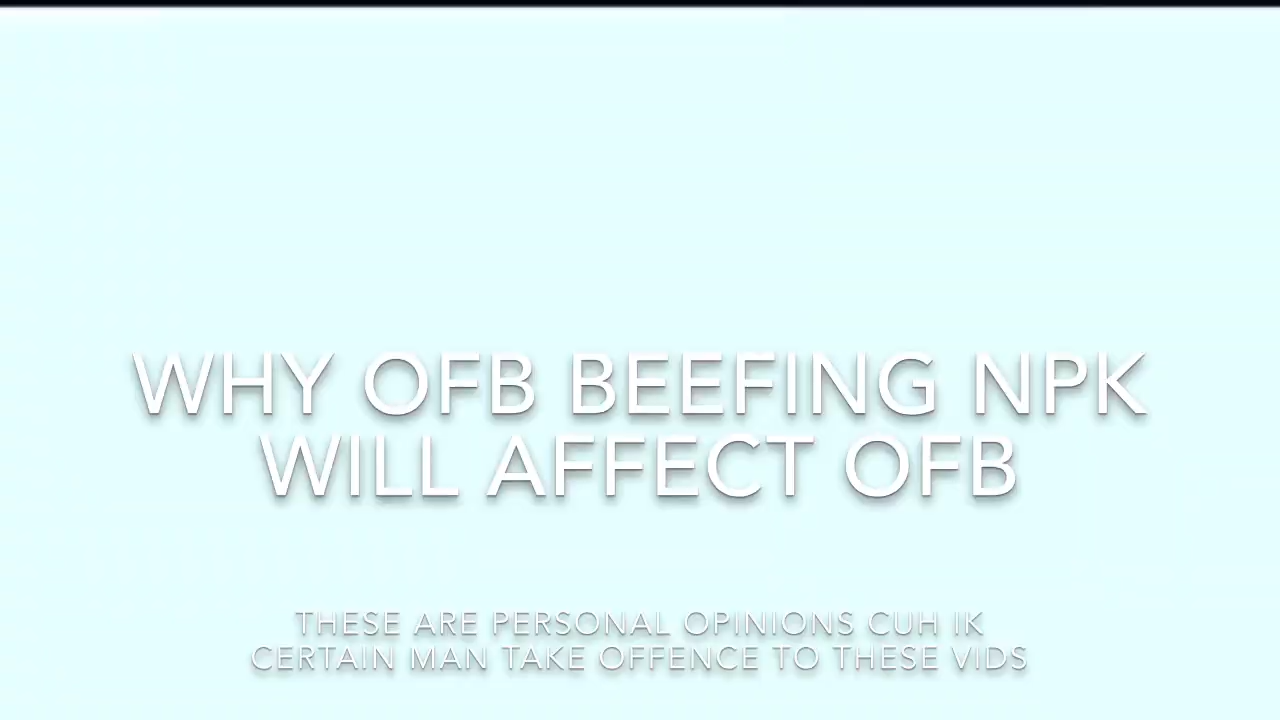 WHY OFB BEEFING NPK
WILL AFFECT OFB
THESE ARE PERSONAL OPINIONS CUH IK
CERTAIN MAN TAKE OFFENCE TO THESE VIDS